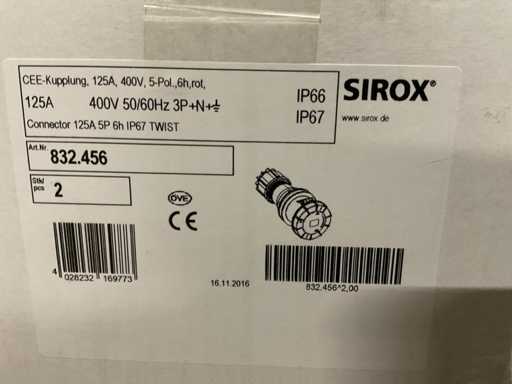 CEE-Kupplung, 125A, 400V, 5-Pol.,6h,rot,
125A 400V 50/60Hz 3P+N+⏚
Connector 125A 5P 6h IP67 TWIST
IP66
IP67
SIROX®
www.sirox.de
Art.Nr.
832.456
Stk/
pcs
2
OVE
CE
4 028232 169773
16.11.2016
832.456^2,00